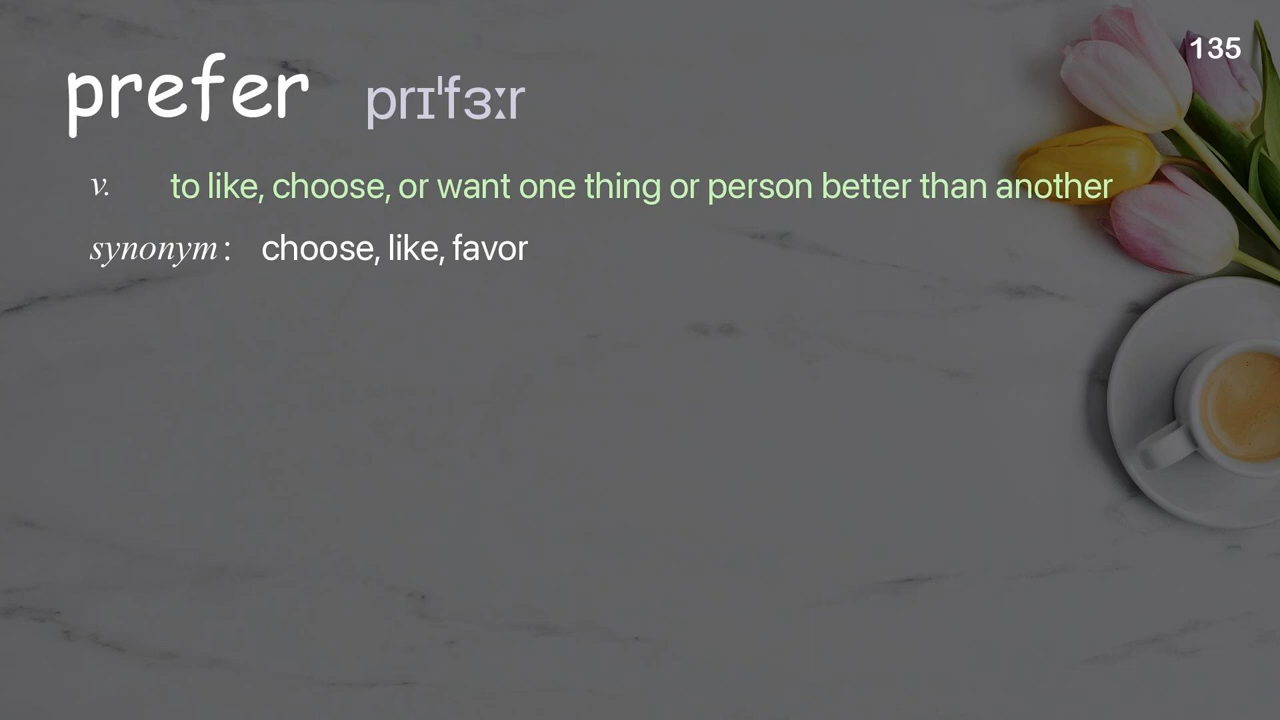 135
prefer prɪˈfɜːr
v. to like, choose, or want one thing or person better than another
synonym: choose, like, favor